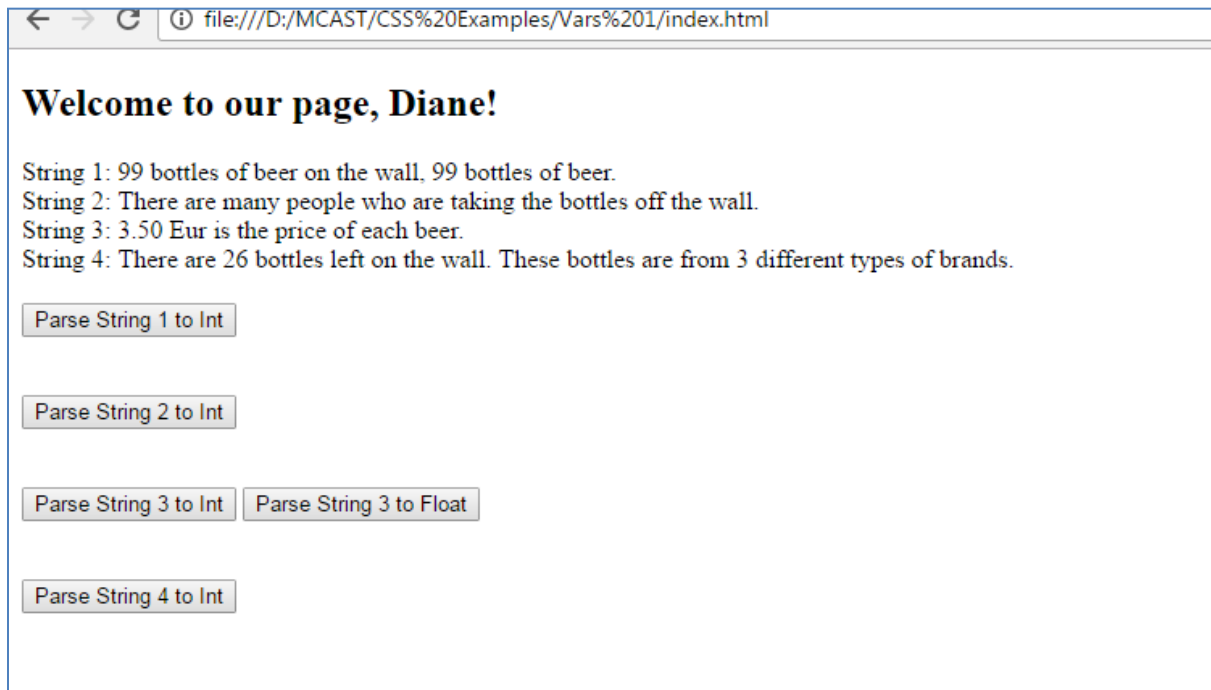 file:///D:/MCAST/CSS%20Examples/Vars%201/index.html
Welcome to our page, Diane!
String 1: 99 bottles of beer on the wall, 99 bottles of beer.
String 2: There are many people who are taking the bottles off the wall.
String 3: 3.50 Eur is the price of each beer.
String 4: There are 26 bottles left on the wall. These bottles are from 3 different types of brands.
Parse String 1 to Int
Parse String 2 to Int
Parse String 3 to Int Parse String 3 to Float
Parse String 4 to Int